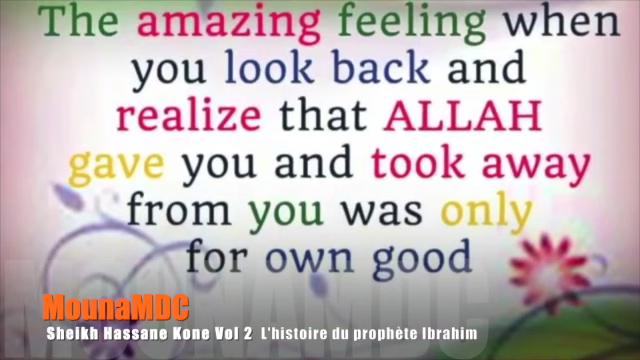 The amazing feeling when
you look back and
realize that ALLAH
gave you and took away
from you was only
for own good
MOUNAMDC
MounaMDC
Sheikh Hassane Kone Vol 2 L'histoire du prophète Ibrahim